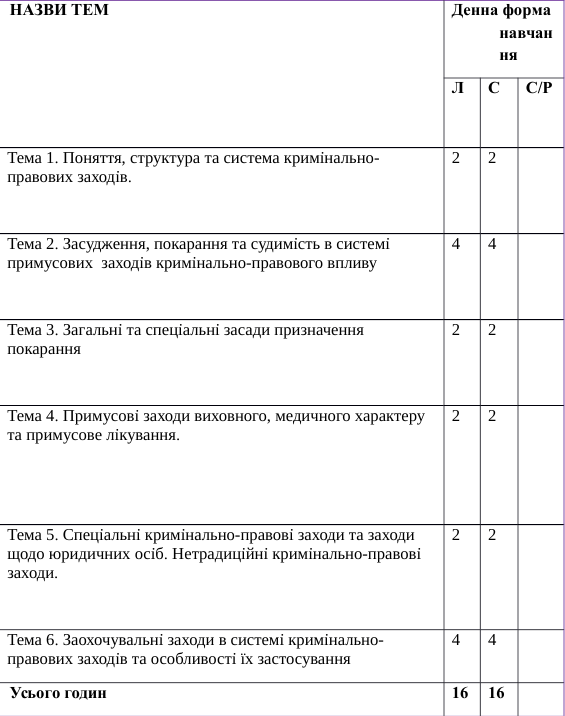 НАЗВИ ТЕМ
Денна форма
навчан
ня
Л С С/Р
Тема 1. Поняття, структура та система кримінально-
правових заходів.
2 2
Тема 2. Засудження, покарання та судимість в системі
примусових  заходів кримінально-правового впливу
4 4
Тема 3. Загальні та спеціальні засади призначення
покарання
2 2
Тема 4. Примусові заходи виховного, медичного характеру
та примусове лікування.
2 2
Тема 5. Спеціальні кримінально-правові заходи та заходи
щодо юридичних осіб. Нетрадиційні кримінально-правові
заходи.
2 2
Тема 6. Заохочувальні заходи в системі кримінально-
правових заходів та особливості їх застосування
4 4
Усього годин 16 16